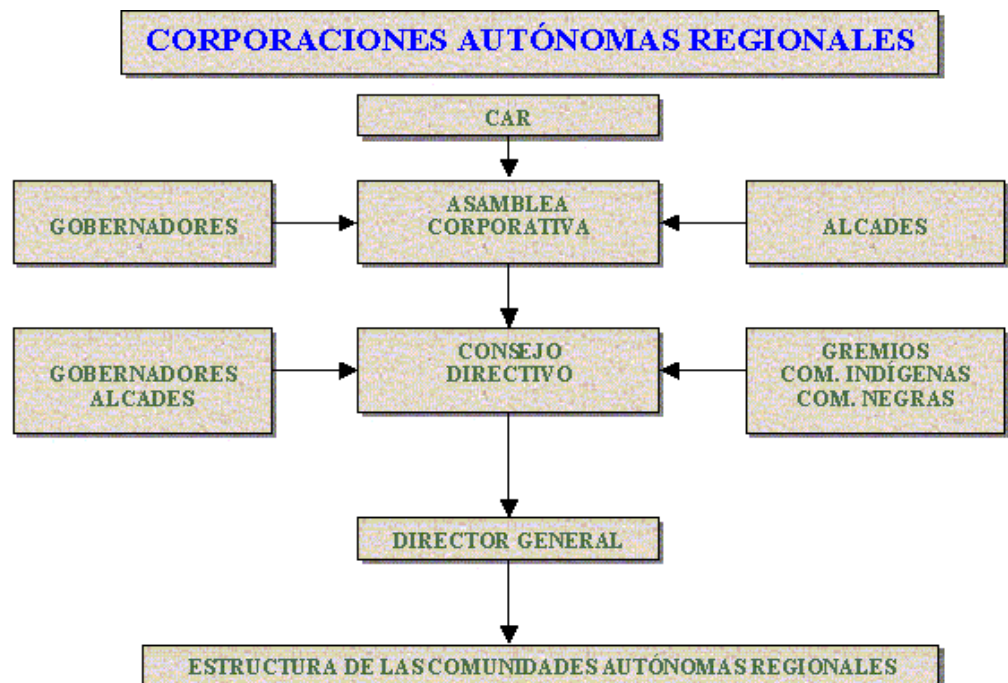 CORPORACIONES AUTÓNOMAS REGIONALES
CAR
GOBERNADORES
ASAMBLEA
CORPORATIVA
ALCADES
GOBERNADORES
ALCADES
CONSEJO
DIRECTIVO
GREMIOS
COM. INDÍGENAS
COM. NEGRAS
DIRECTOR GENERAL
ESTRUCTURA DE LAS COMUNIDADES AUTÓNOMAS REGIONALES